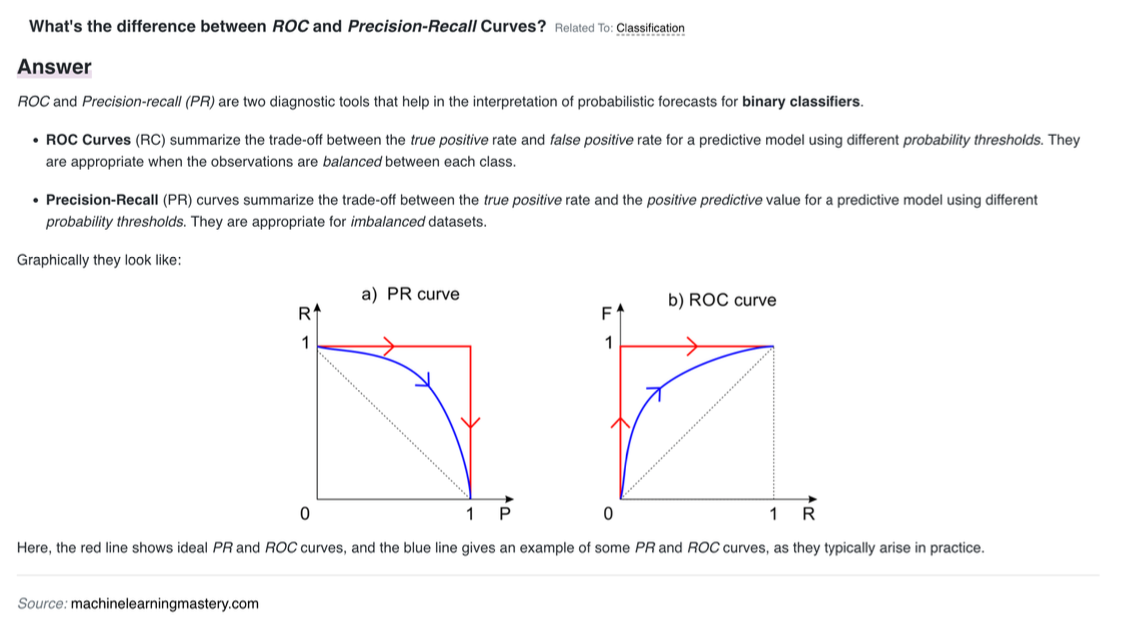 What's the difference between ROC and Precision-Recall Curves? Related To: Classification
Answer
ROC and Precision-recall (PR) are two diagnostic tools that help in the interpretation of probabilistic forecasts for binary classifiers.
• ROC Curves (RC) summarize the trade-off between the true positive rate and false positive rate for a predictive model using different probability thresholds. They
are appropriate when the observations are balanced between each class.
• Precision-Recall (PR) curves summarize the trade-off between the true positive rate and the positive predictive value for a predictive model using different
probability thresholds. They are appropriate for imbalanced datasets.
Graphically they look like:
a) PR curve
R
1
0
1 P
b) ROC curve
F
1
0
1 R
Here, the red line shows ideal PR and ROC curves, and the blue line gives an example of some PR and ROC curves, as they typically arise in practice.
Source: machinelearningmastery.com